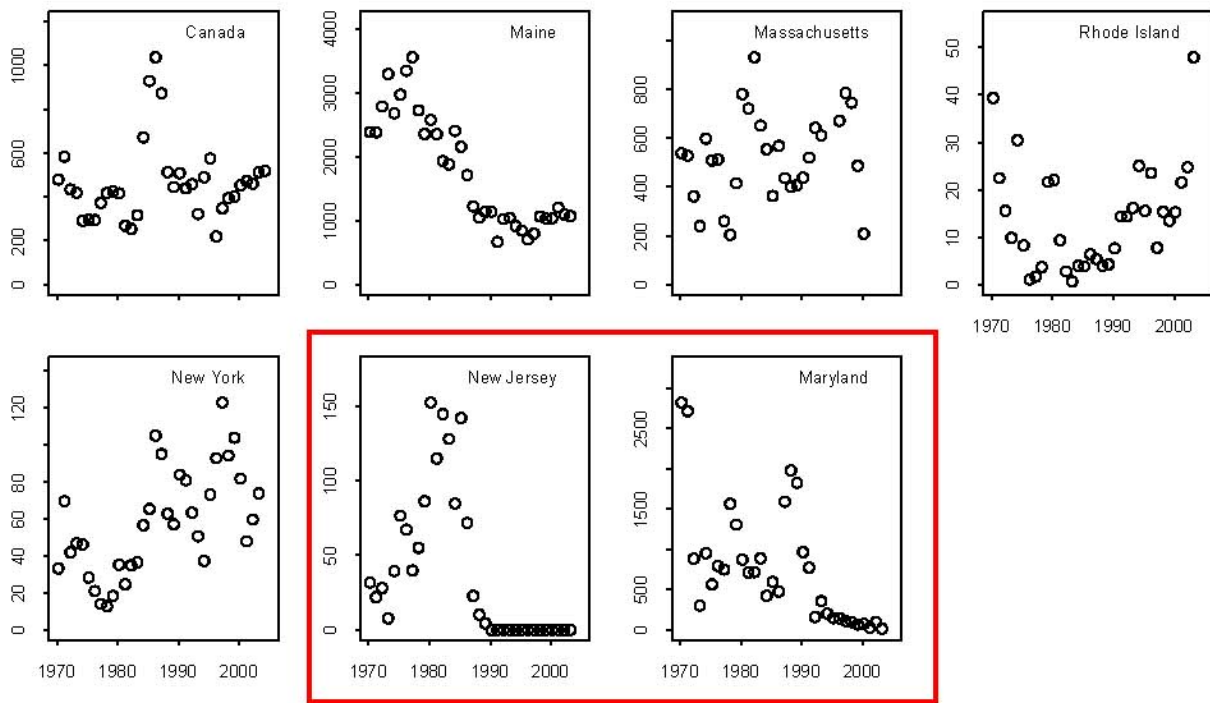 Canada
0 200 600 1000
Maine
0 1000 2000 3000 4000
Massachusetts
0 200 400 600 800
Rhode Island
0 10 20 30 40 50
1970 1980 1990 2000
New York
0 20 40 60 80 120
1970 1980 1990 2000
New Jersey
0 50 100 150
1970 1980 1990 2000
Maryland
0 500 1500 2500
1970 1980 1990 2000